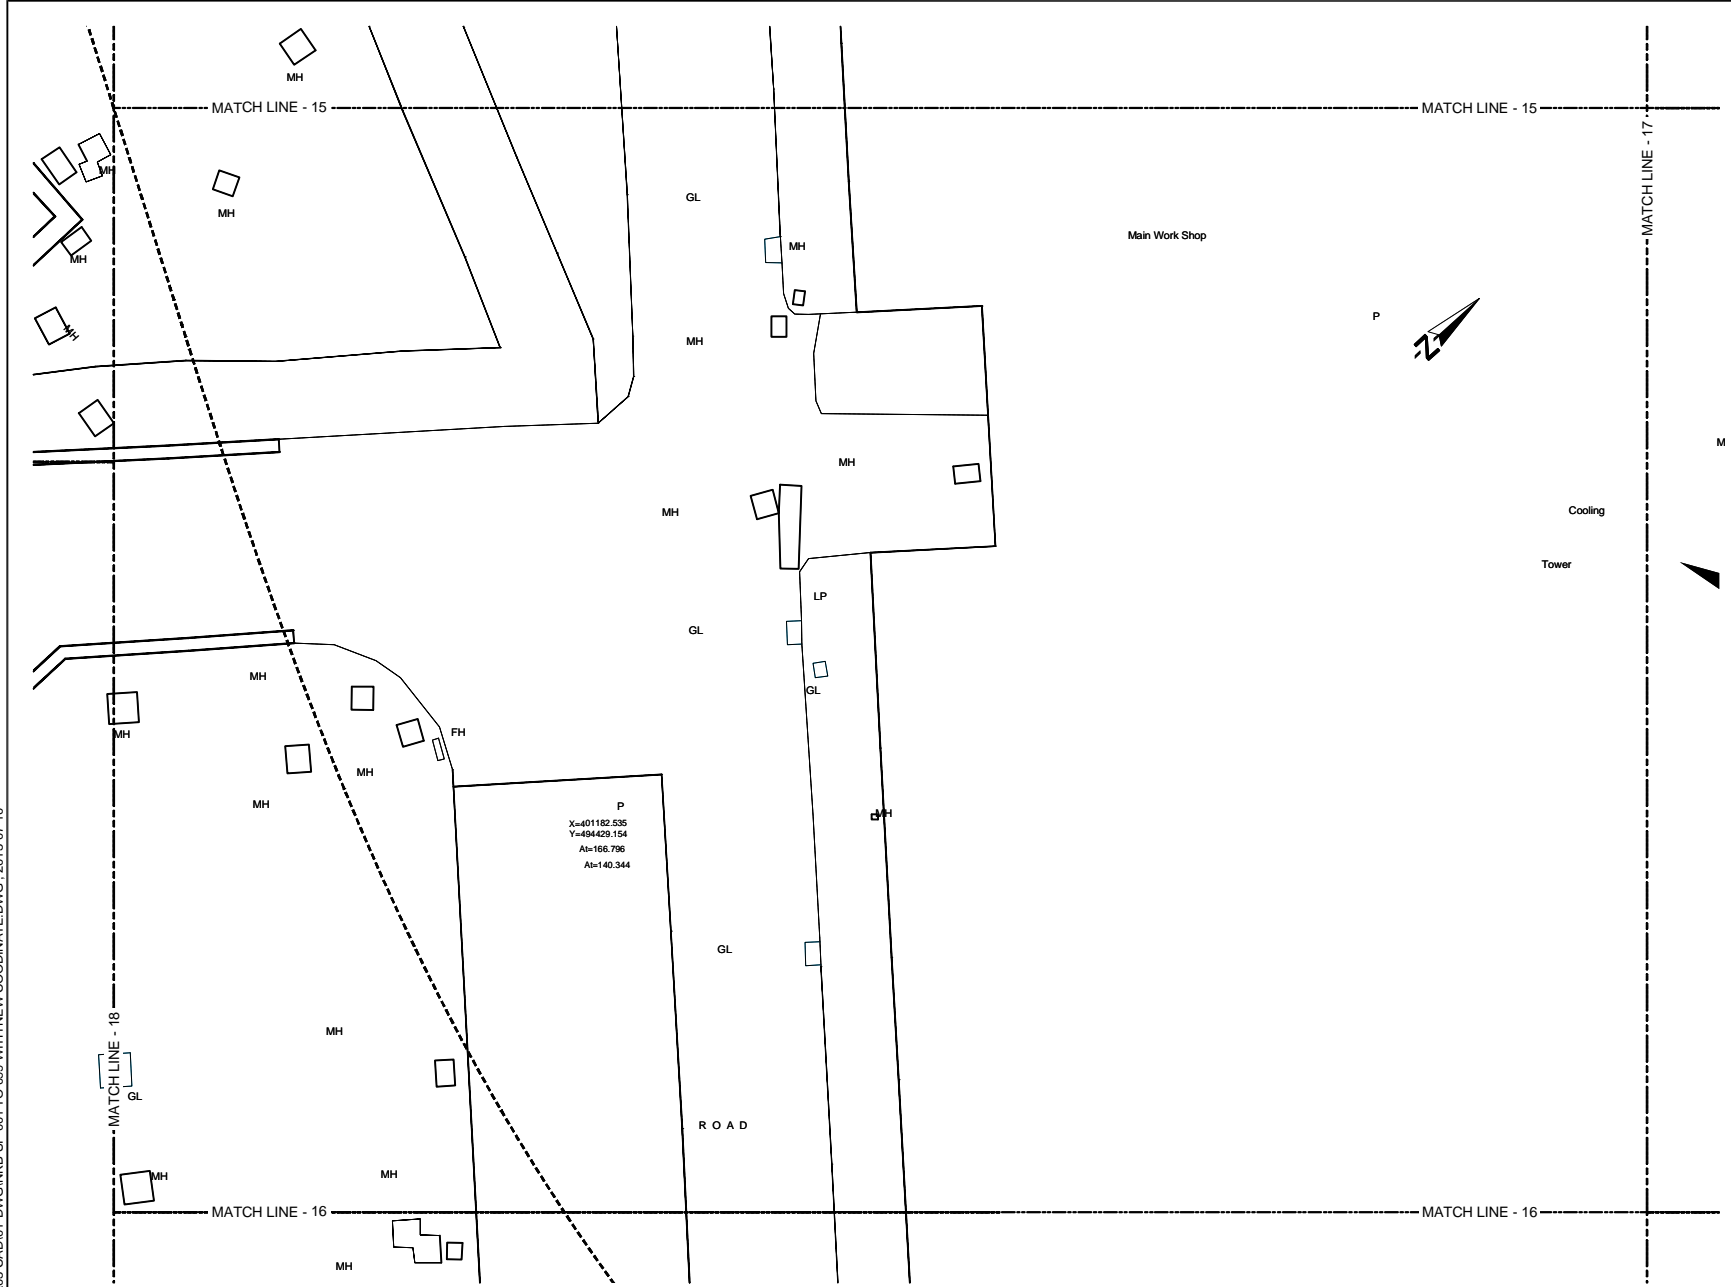 MH
MATCH LINE - 15
MATCH LINE - 15
MATCH LINE - 17
MH
MH
GL
Main Work Shop
MH
MH
P
N
MH
MH
M
MH
MH
Cooling
Tower
LP
GL
MH
GL
MH
FH
MH
MH
P
MH
X=401182.535
Y=494429.154
At=166.796
At=140.344
GL
MATCH LINE - 18
MH
GL
ROAD
MH
MH
MATCH LINE - 16
MATCH LINE - 16
MH